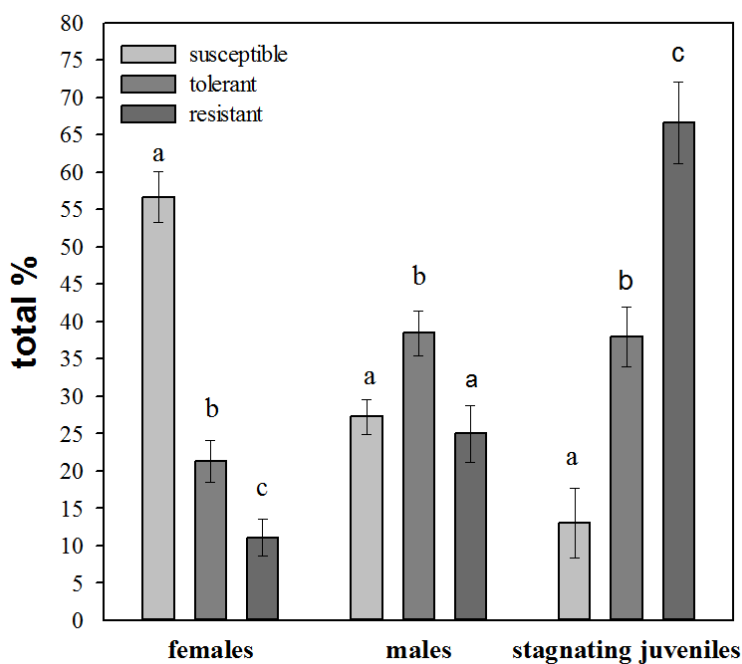 80
75
70
65
60
55
50
45
40
35
30
25
20
15
10
5
0
total %
susceptible
tolerant
resistant
a
b
c
a
b
a
a
b
c
females males stagnating juveniles